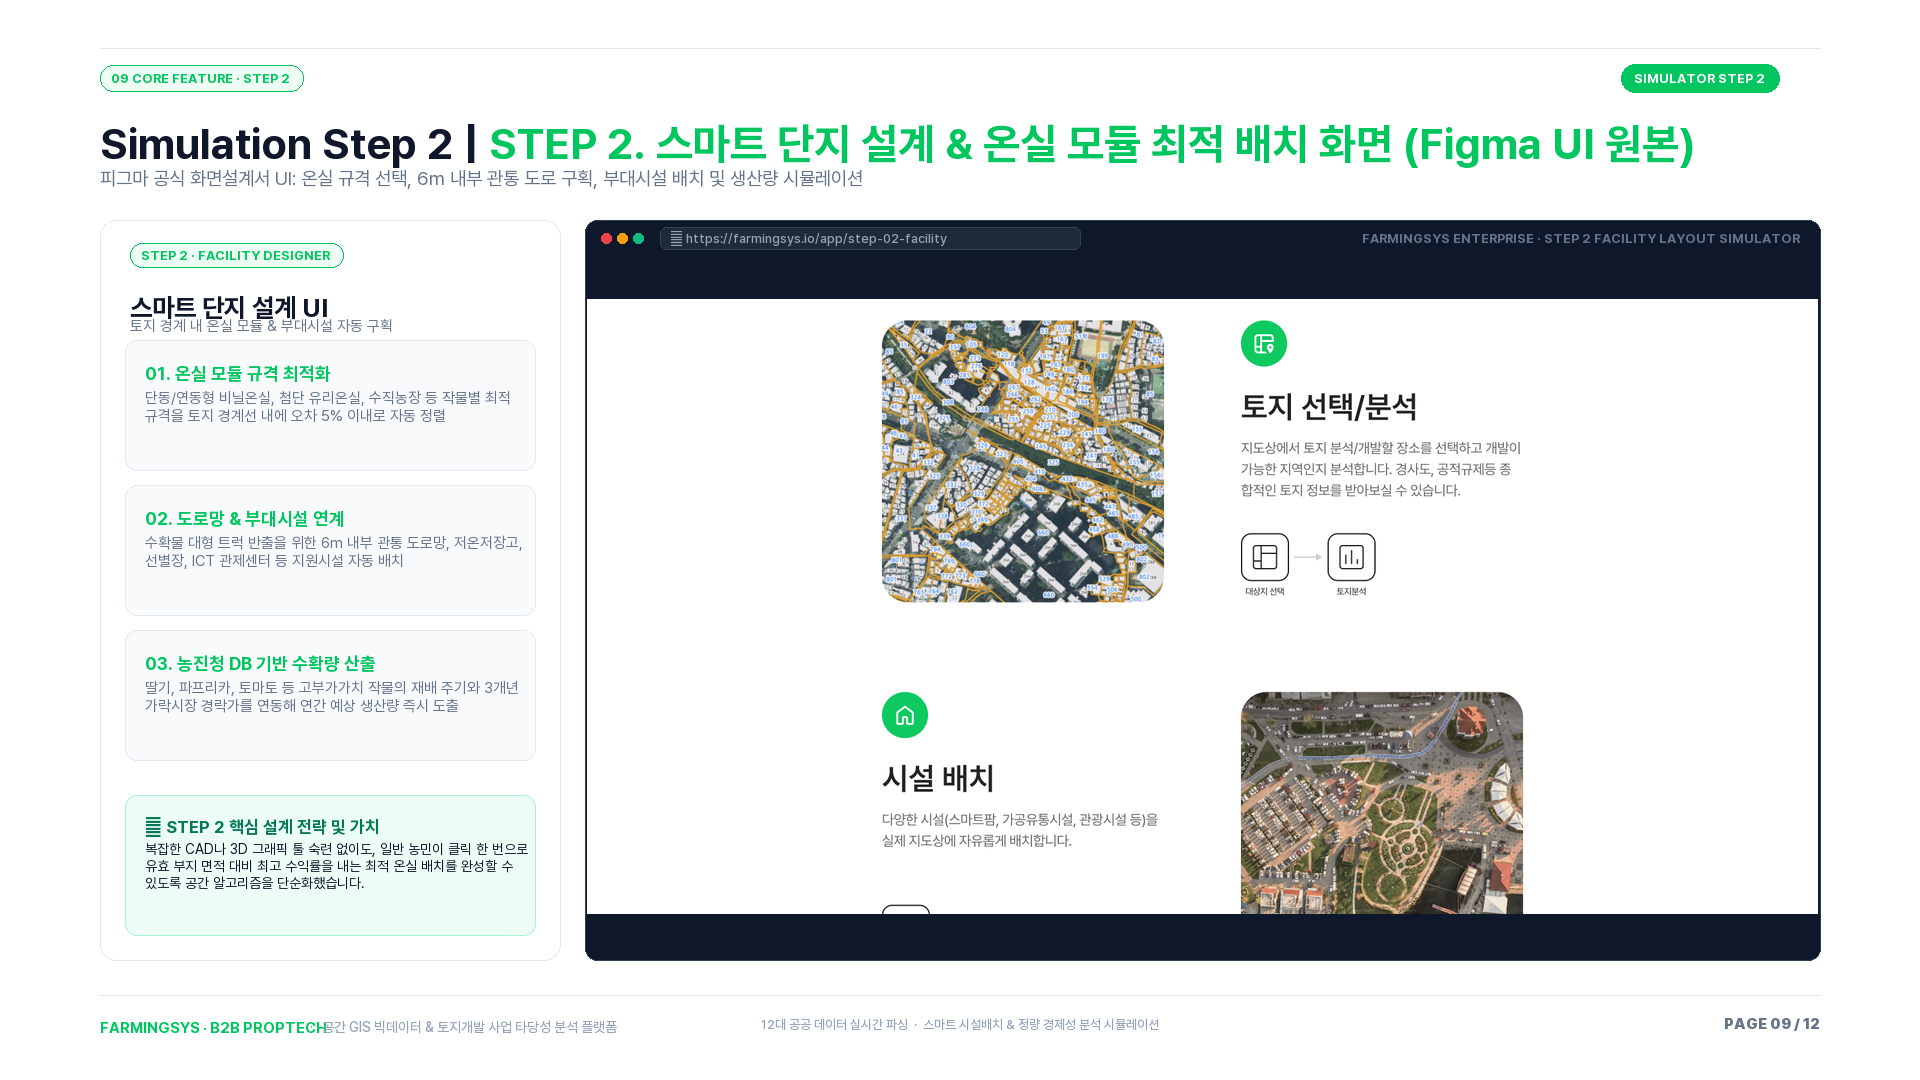 09 CORE FEATURE · STEP 2
SIMULATOR STEP 2
Simulation Step 2 | STEP 2. 스마트 단지 설계 & 온실 모듈 최적 배치 화면 (Figma UI 원본)
피그마 공식 화면설계서 UI: 온실 규격 선택, 6m 내부 관통 도로 구획, 부대시설 배치 및 생산량 시뮬레이션
STEP 2 · FACILITY DESIGNER
스마트 단지 설계 UI
토지 경계 내 온실 모듈 & 부대시설 자동 구획
01. 온실 모듈 규격 최적화
단동/연동형 비닐온실, 첨단 유리온실, 수직농장 등 작물별 최적
규격을 토지 경계선 내에 오차 5% 이내로 자동 정렬
02. 도로망 & 부대시설 연계
수확물 대형 트럭 반출을 위한 6m 내부 관통 도로망, 저온저장고,
선별장, ICT 관제센터 등 지원시설 자동 배치
03. 농진청 DB 기반 수확량 산출
딸기, 파프리카, 토마토 등 고부가가치 작물의 재배 주기와 3개년
가락시장 경락가를 연동해 연간 예상 생산량 즉시 도출
STEP 2 핵심 설계 전략 및 가치
복잡한 CAD나 3D 그래픽 툴 숙련 없이도, 일반 농민이 클릭 한 번으로
유효 부지 면적 대비 최고 수익률을 내는 최적 온실 배치를 완성할 수
있도록 공간 알고리즘을 단순화했습니다.
https://farmingsys.io/app/step-02-facility
FARMINGSYS ENTERPRISE · STEP 2 FACILITY LAYOUT SIMULATOR
토지 선택/분석
지도상에서 토지 분석/개발할 장소를 선택하고 개발이
가능한 지역인지 분석합니다. 경사도, 공적규제등 종
합적인 토지 정보를 받아보실 수 있습니다.
대상지 선택
토지분석
시설 배치
다양한 시설(스마트팜, 가공유통시설, 관광시설 등)을
실제 지도상에 자유롭게 배치합니다.
FARMINGSYS · B2B PROPTECH
공간 GIS 빅데이터 & 토지개발 사업 타당성 분석 플랫폼
12대 공공 데이터 실시간 파싱 · 스마트 시설배치 & 정량 경제성 분석 시뮬레이션
PAGE 09 / 12